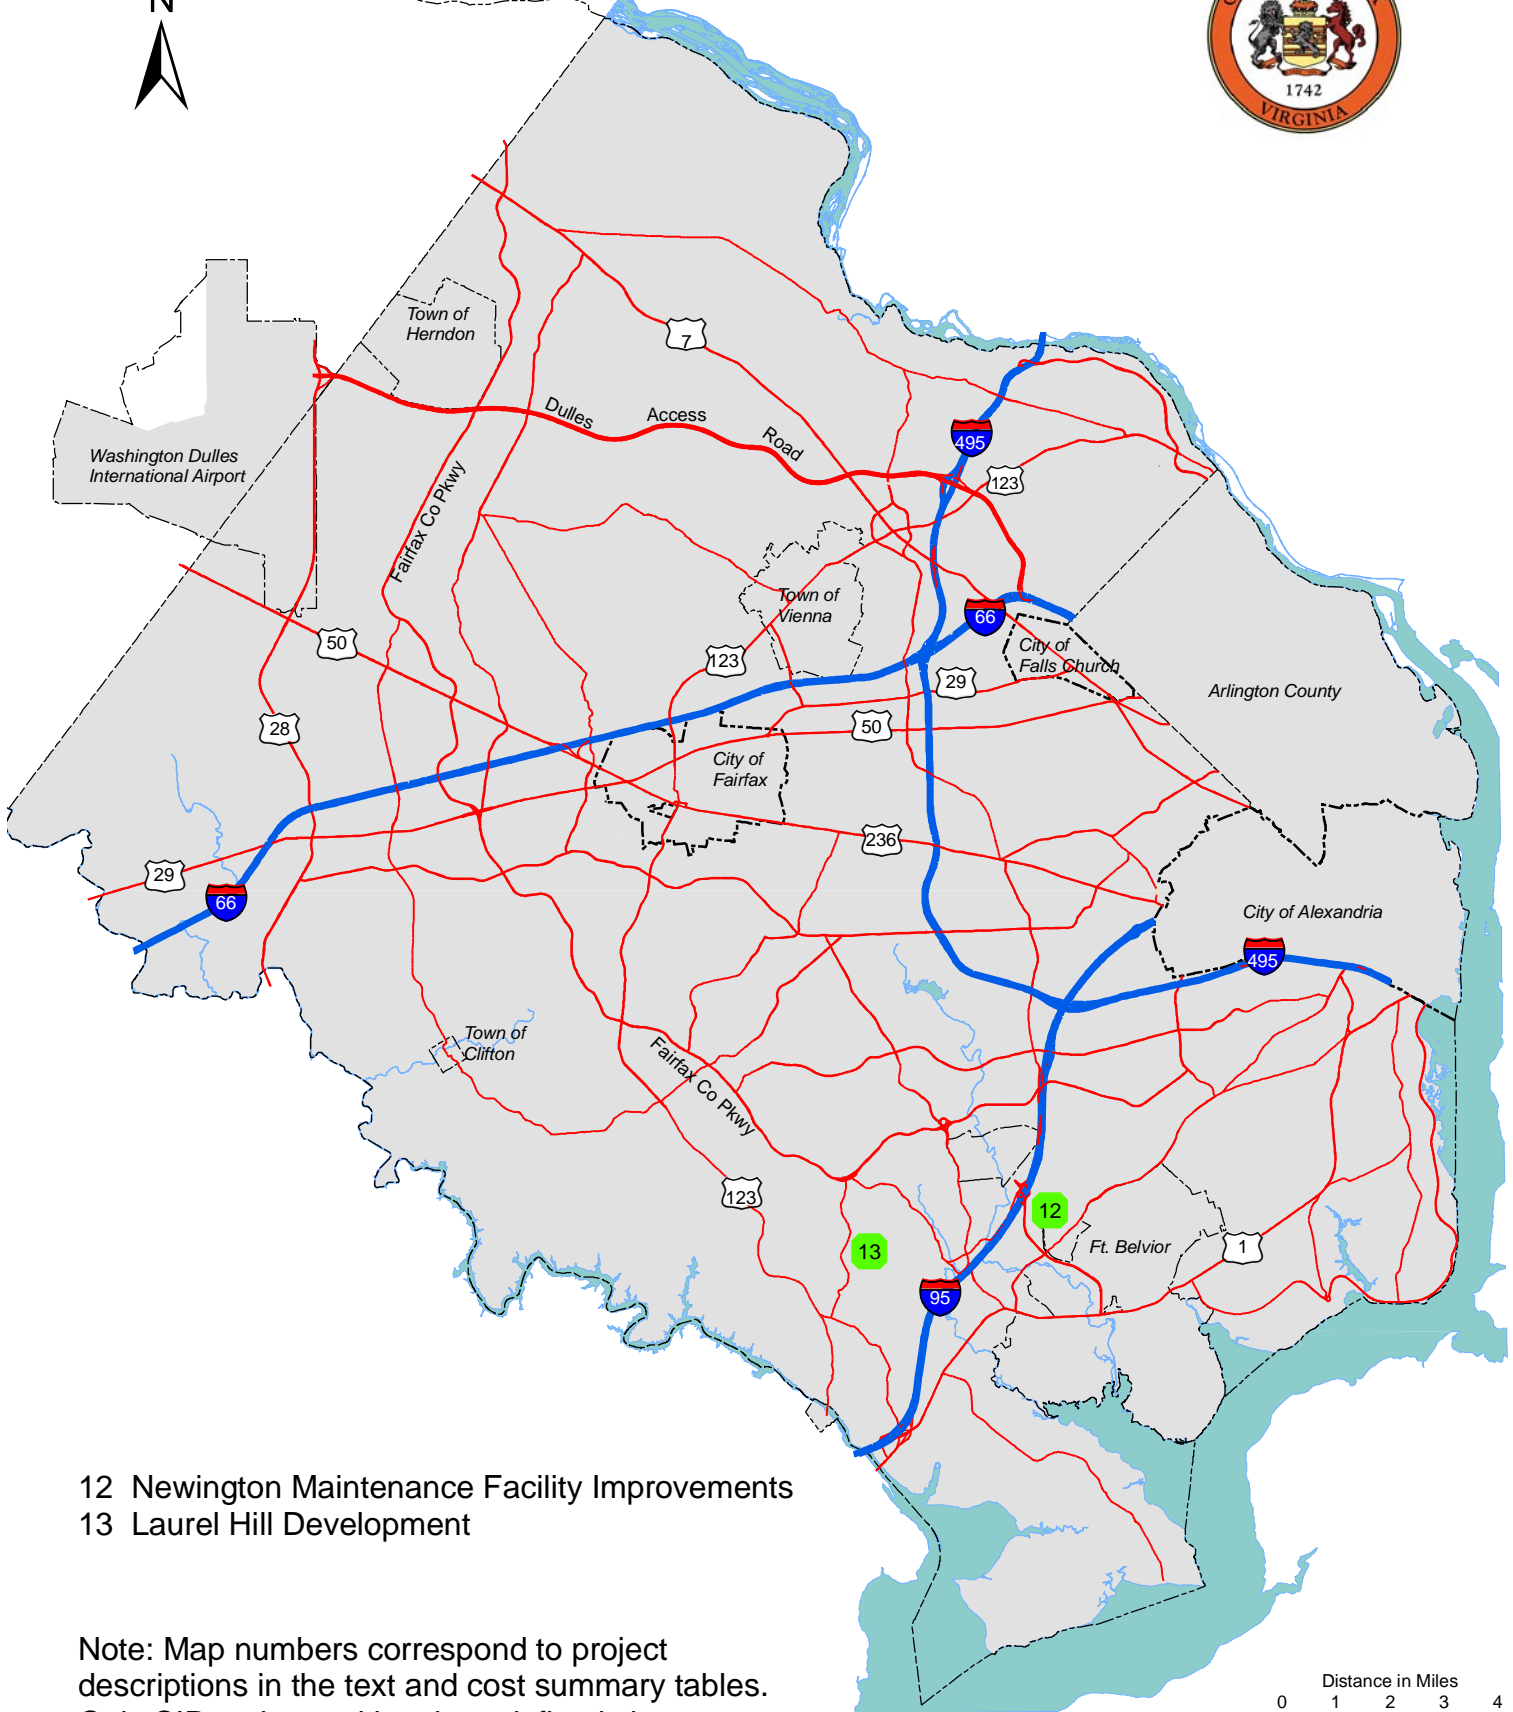 N
1742
VIRGINIA
Town of
Herndon
7
Dulles Access Road
495
123
Washington Dulles
International Airport
Fairfax Co Pkwy
Town of
Vienna
66
50
City of
Falls Church
123
29
Arlington County
28
50
City of
Fairfax
236
29
66
City of Alexandria
495
Town of
Clifton
Fairfax Co Pkwy
123
12
13
Ft. Belvior
1
95
12 Newington Maintenance Facility Improvements
13 Laurel Hill Development
Note: Map numbers correspond to project
descriptions in the text and cost summary tables.
Distance in Miles
0 1 2 3 4